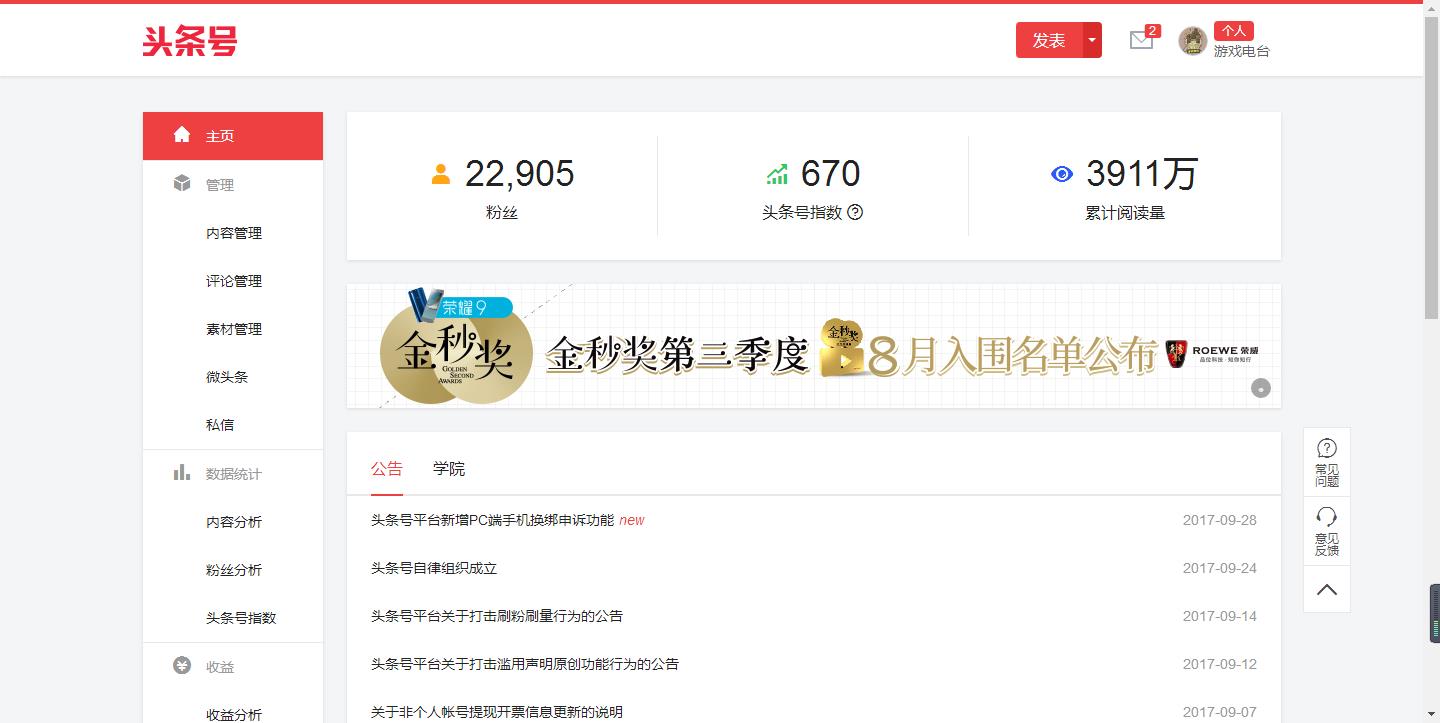 头条号
发表
2
个人
游戏电台
主页
管理
内容管理
评论管理
素材管理
微头条
私信
数据统计
内容分析
粉丝分析
头条号指数
收益
收益分析
22,905
粉丝
670
头条号指数
3911万
累计阅读量
荣耀9
金秒奖
GOLDEN
SECOND
AWARDS
金秒奖第三季度
金秒奖
8月入围名单公布
ROEWE 荣威
品位科技·知你知行
公告 学院
头条号平台新增PC端手机换绑申诉功能 new 2017-09-28
头条号自律组织成立 2017-09-24
头条号平台关于打击刷粉刷量行为的公告 2017-09-14
头条号平台关于打击滥用声明原创功能行为的公告 2017-09-12
关于非个人帐号提现开票信息更新的说明 2017-09-07
常见
问题
意见
反馈